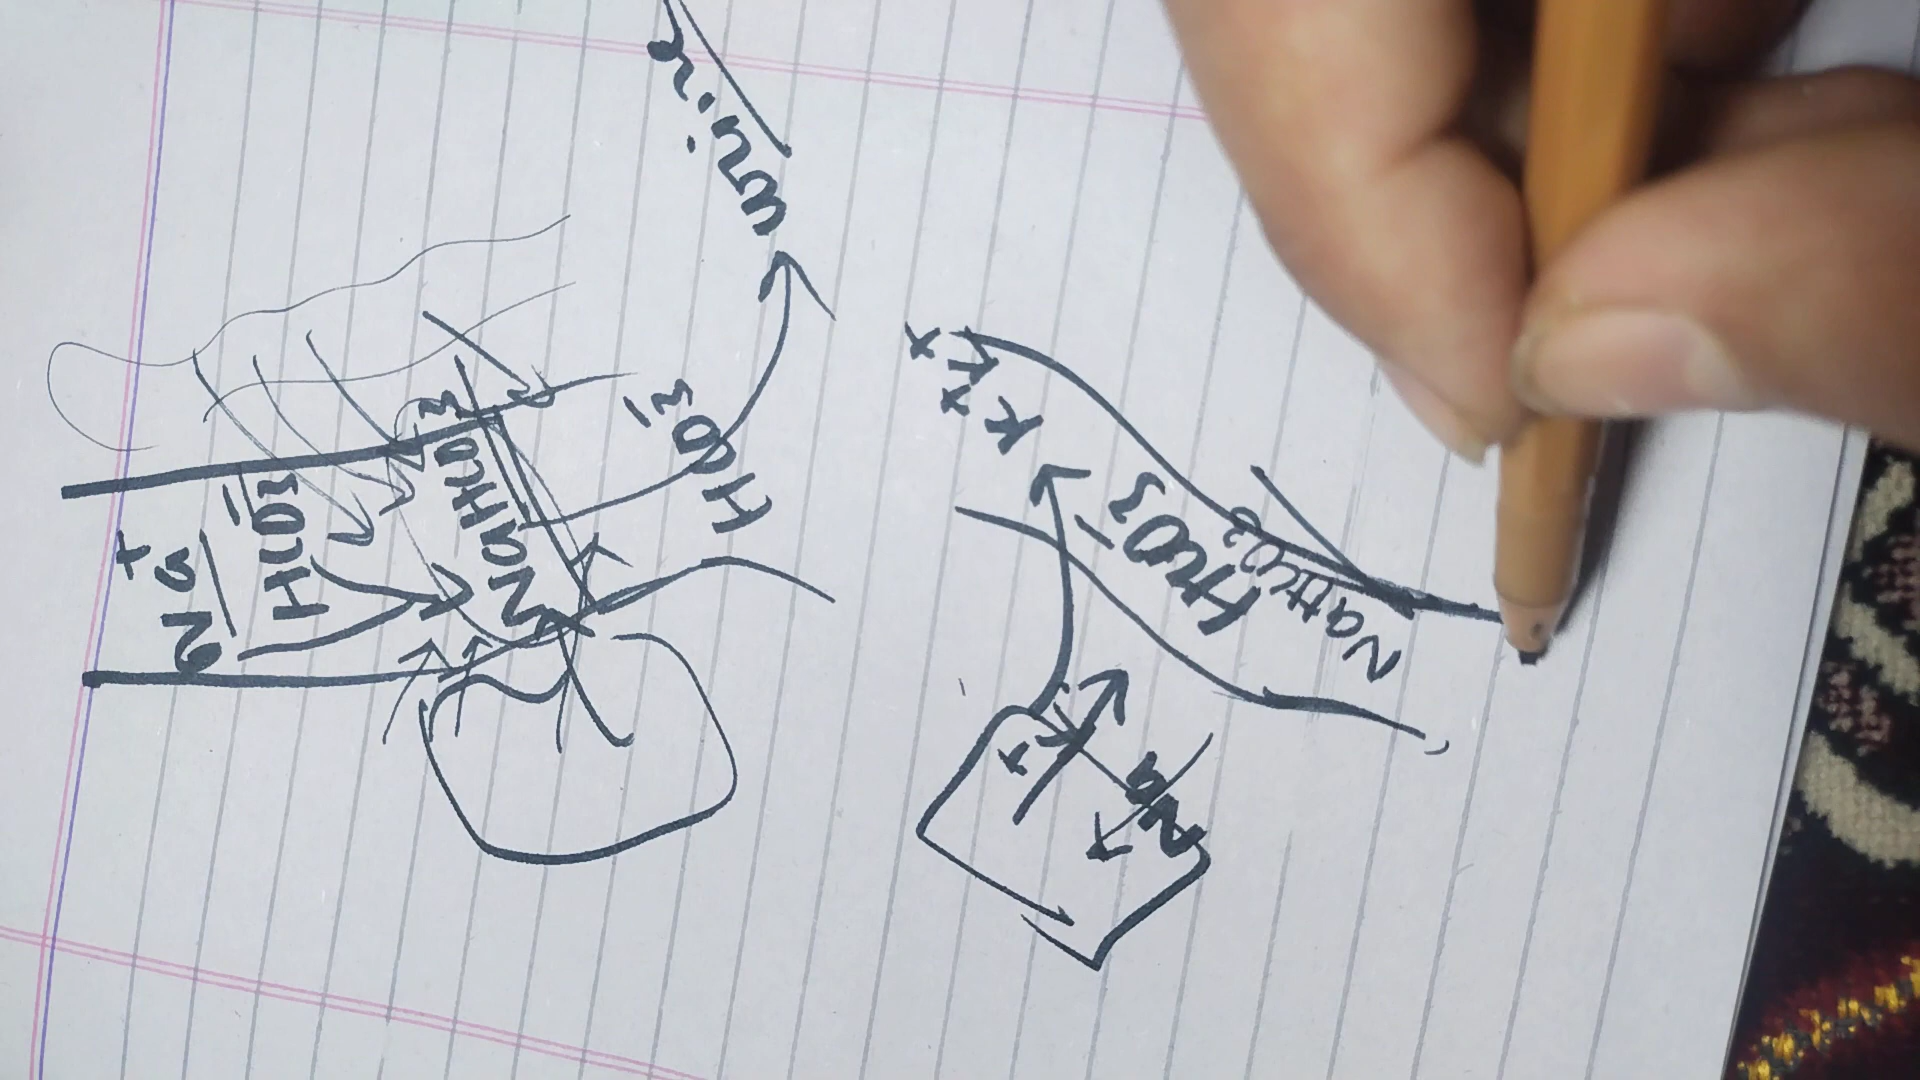 urine
Na+
HCO3-
NaHCO3
HCO3-
K+
K+
HCO3-
NaHCO3
K+
Na